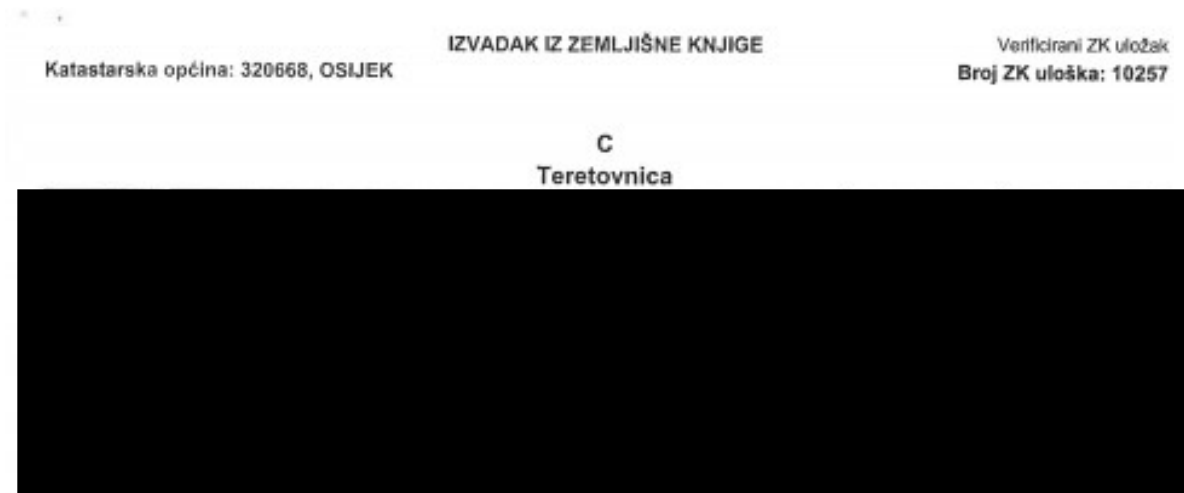 IZVADAK IZ ZEMLJIŠNE KNJIGE
Verificirani ZK uložak
Katastarska općina: 320668, OSIJEK
Broj ZK uloška: 10257
C
Teretovnica